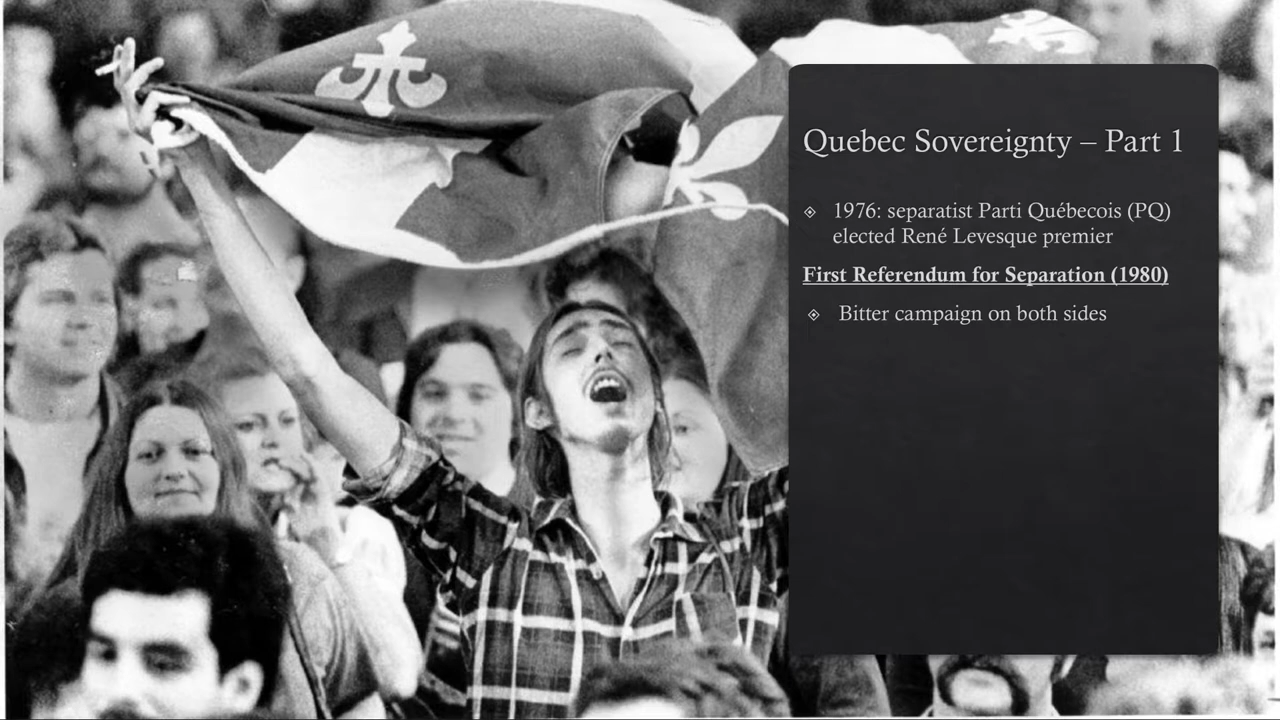 Quebec Sovereignty – Part 1
1976: separatist Parti Québecois (PQ)
elected René Levesque premier
First Referendum for Separation (1980)
Bitter campaign on both sides